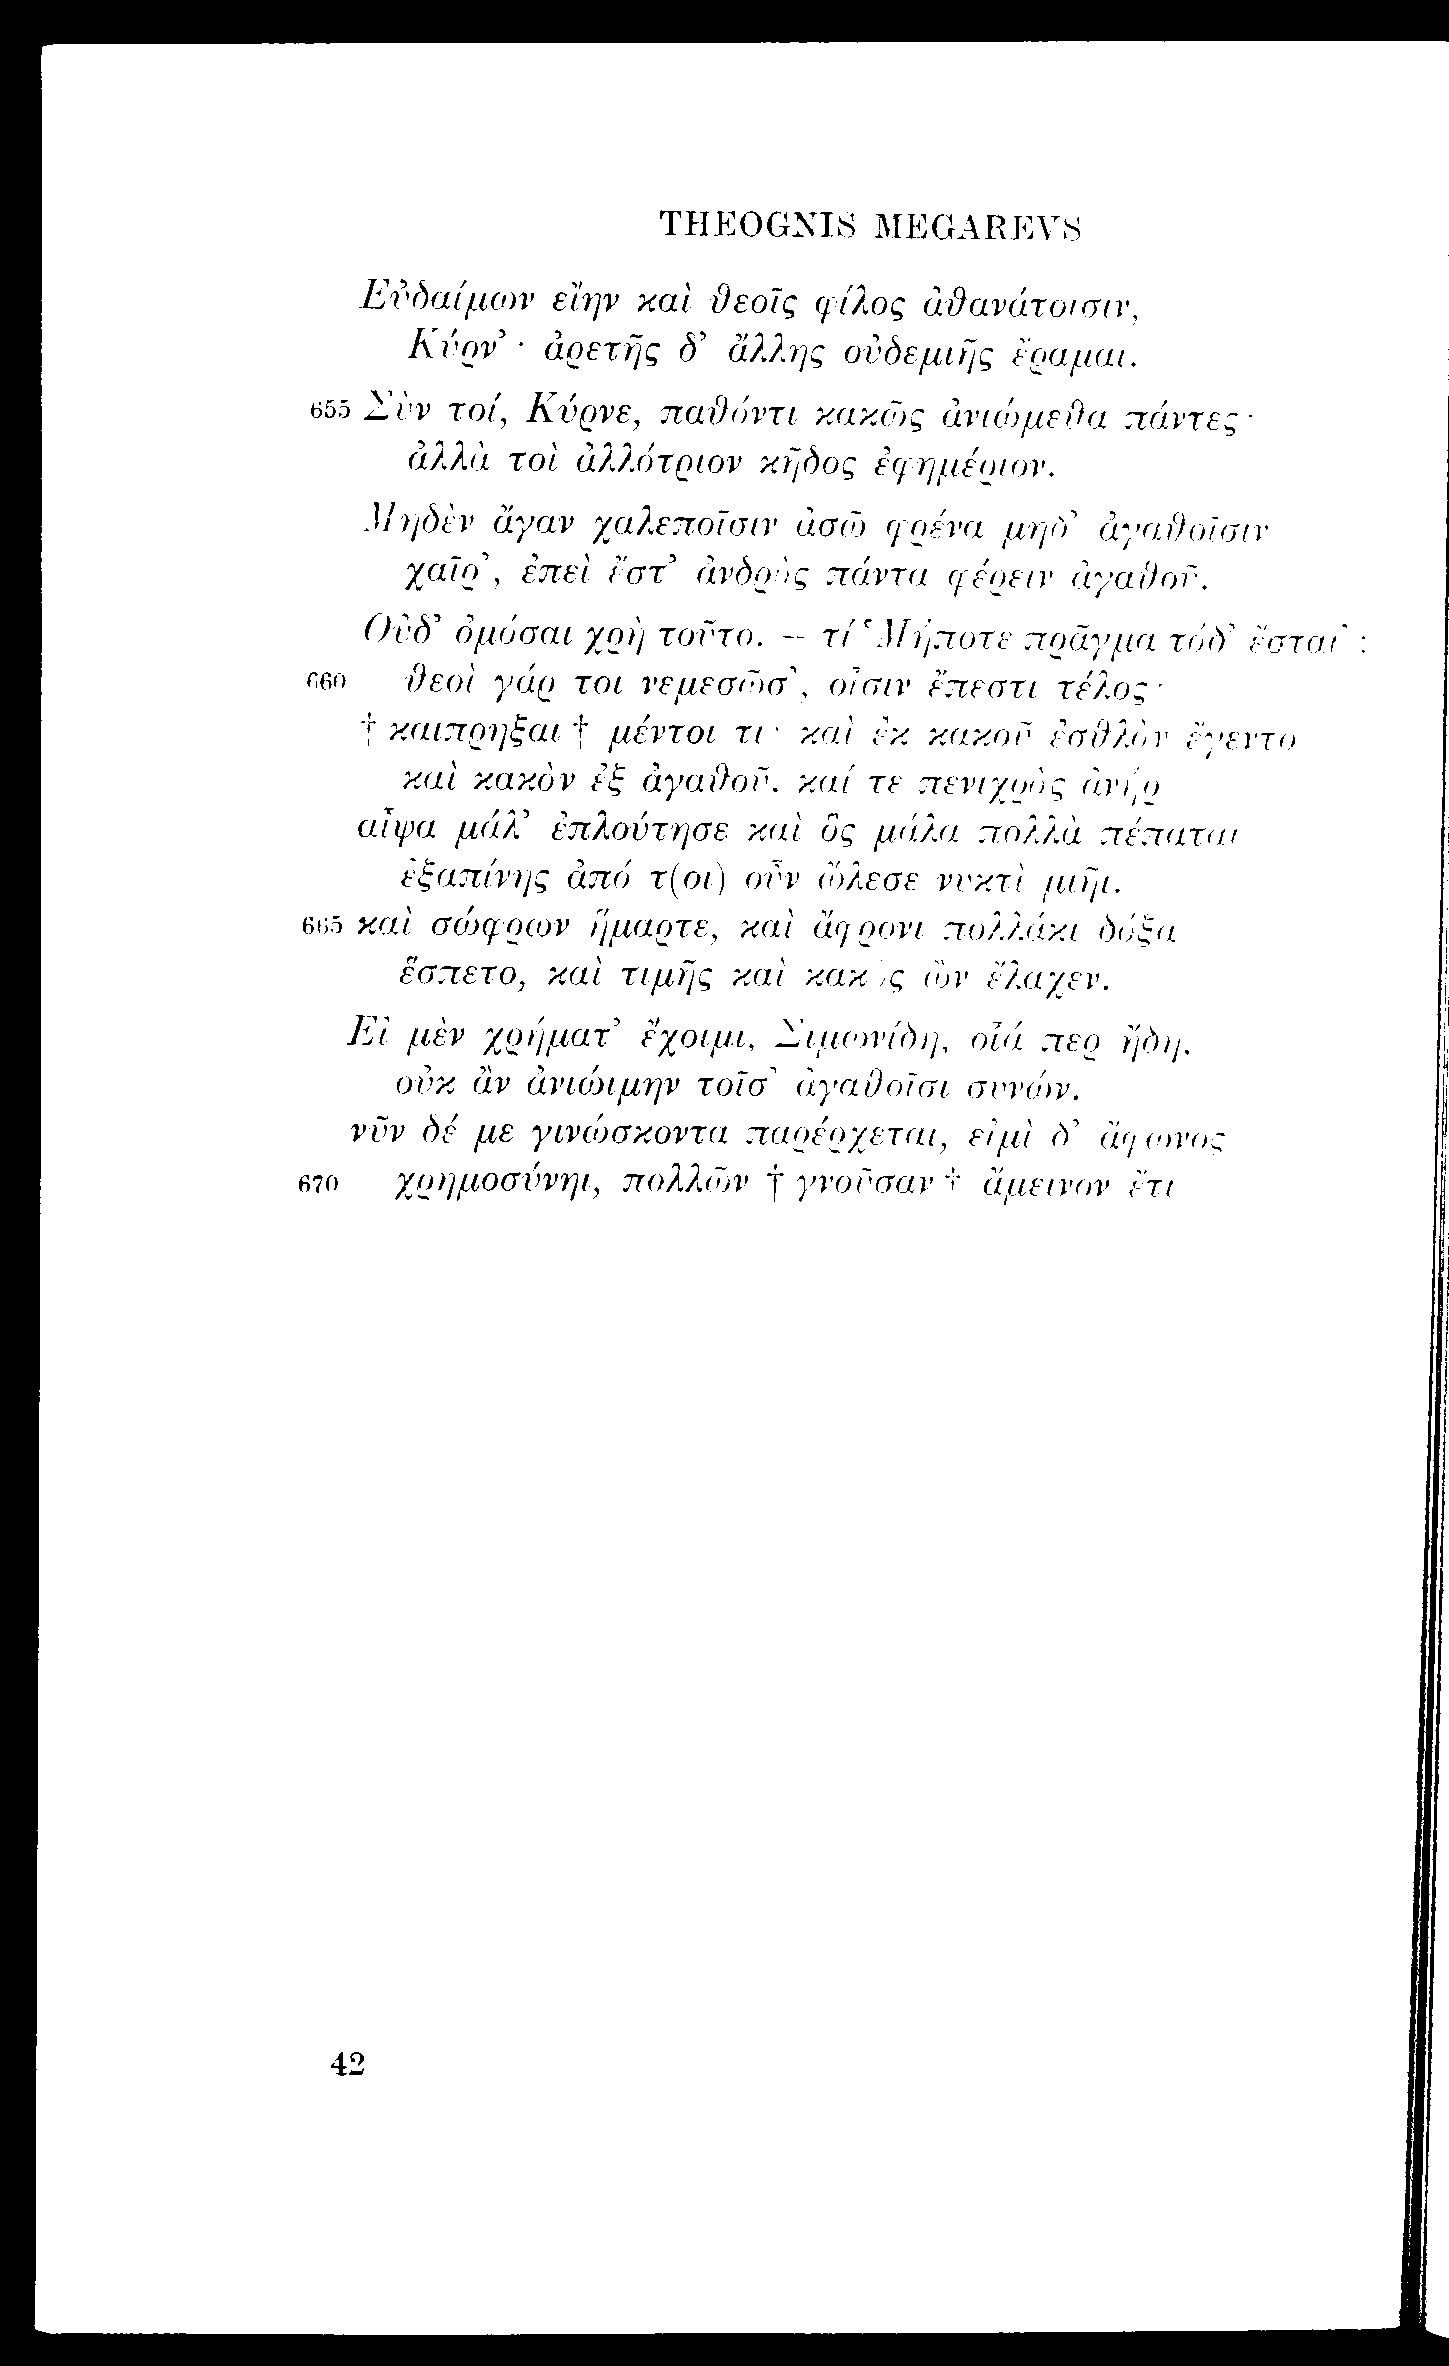 THEOGNIS MEGAREVS
Εὐδαίμων εἴην καὶ θεοῖς φίλος ἀθανάτοισιν,
Κύρν’ · ἀρετῆς δ’ ἄλλης οὐδεμιῆς ἔραμαι.
655 Σύν τοί, Κύρνε, παθόντι κακῶς ἀνιώμεθα πάντες ·
ἀλλὰ τοὶ ἀλλότριον κῆδος ἐφημέριον.
Μηδὲν ἄγαν χαλεποῖσιν ἀσῶ φρένα μηδ’ ἀγαθοῖσιν
χαῖρ’, ἐπεὶ ἔστ’ ἀνδρὸς πάντα φέρειν ἀγαθοῦ.
Οὐδ’ ὀμόσαι χρὴ τοῦτο. – τί ‘Μήποτε πρᾶγμα τόδ’ ἔσται’ ;
660 θεοὶ γάρ τοι νεμεσῶσ’, οἷσιν ἔπεστι τέλος ·
† καιπρηξαι † μέντοι τι · καὶ ἐκ κακοῦ ἐσθλὸν ἔγεντο
καὶ κακὸν ἐξ ἀγαθοῦ. καί τε πενιχρὸς ἀνὴρ
αἶψα μάλ’ ἐπλούτησε καὶ ὃς μάλα πολλὰ πέπαται
ἐξαπίνης ἀπό τ(οι) οὖν ὤλεσε νυκτὶ μιῆι.
665 καὶ σώφρων ἥμαρτε, καὶ ἄφρονι πολλάκι δόξα
ἕσπετο, καὶ τιμῆς καὶ κακός ὢν ἔλαχεν.
Εἰ μὲν χρήματ’ ἔχοιμι, Σιμωνίδη, οἷά περ ἤδη,
οὐκ ἂν ἀνιώιμην τοῖσ’ ἀγαθοῖσι συνών.
νῦν δέ με γινώσκοντα παρέρχεται, εἰμὶ δ’ ἄφωνος
670 χρημοσύνηι, πολλῶν † γνοῦσαν † ἄμεινον ἔτι
42